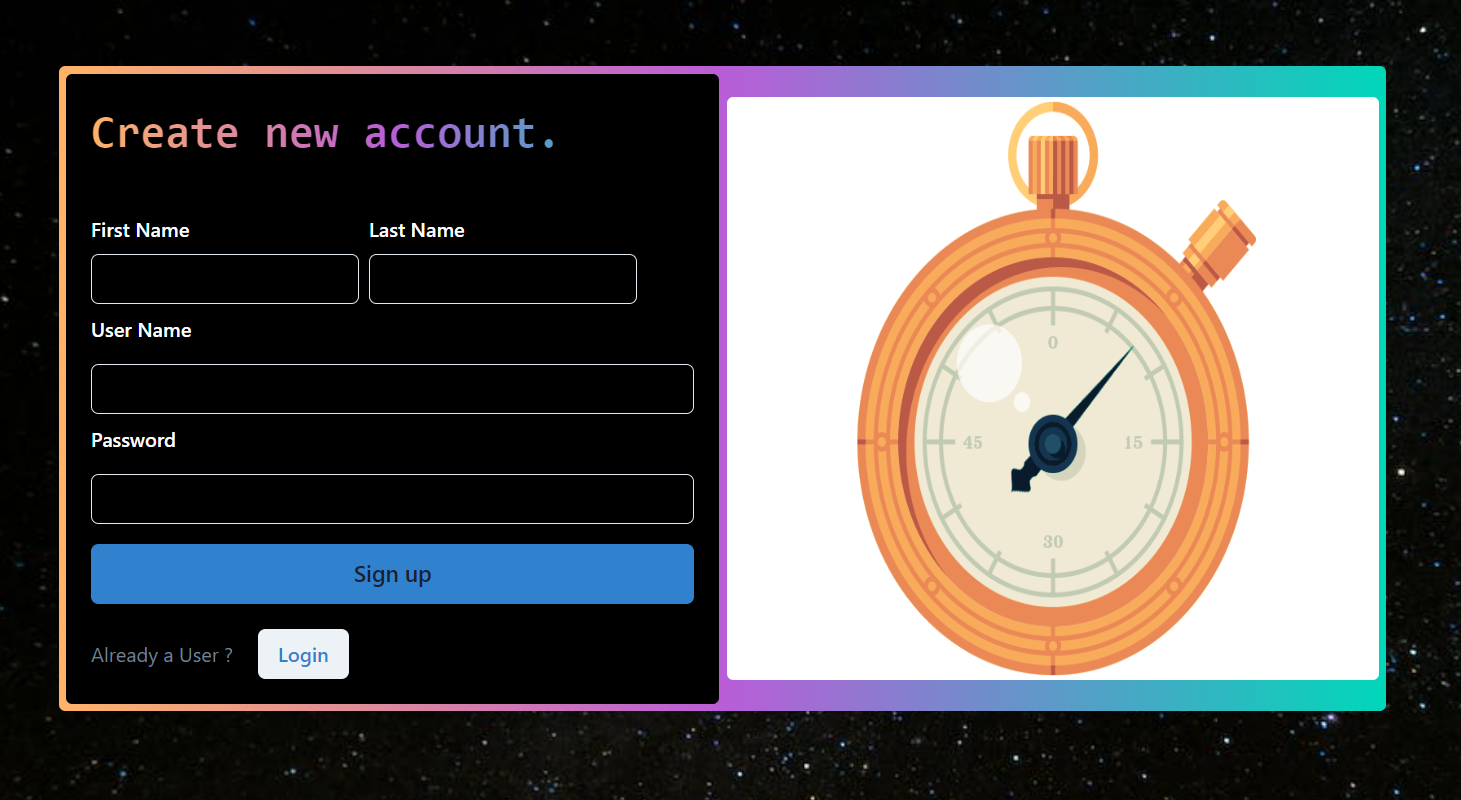 Create new account.
First Name Last Name
User Name
Password
Sign up
Already a User ? Login
0
45 15
30